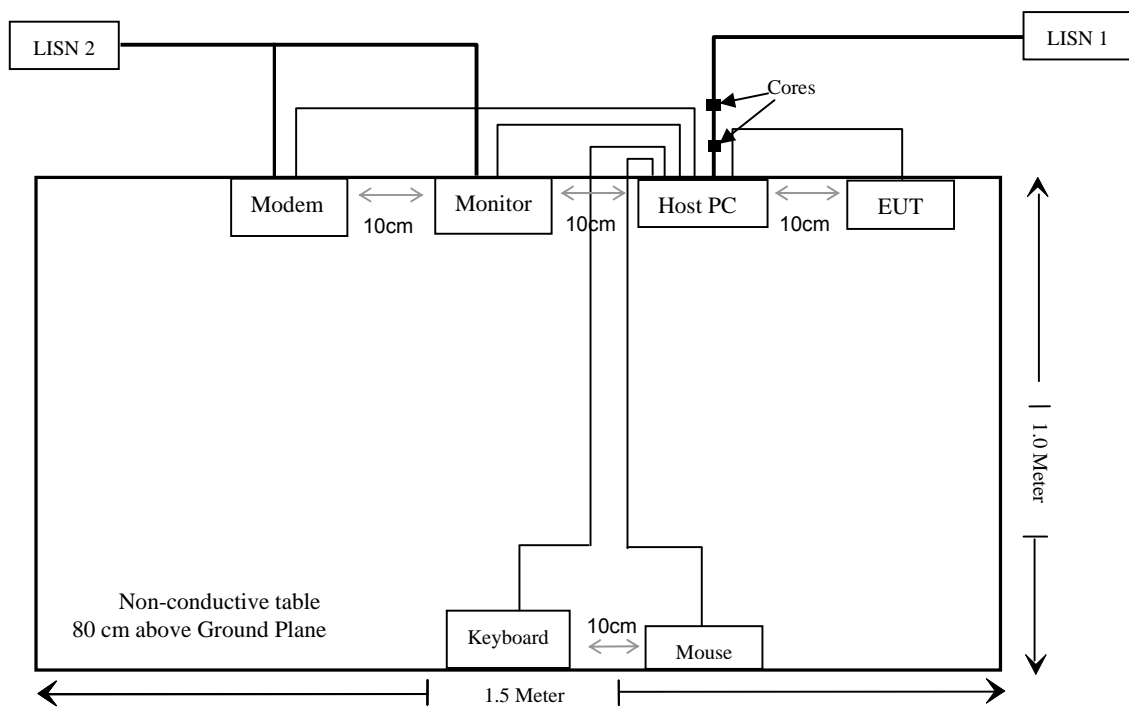 LISN 2
LISN 1
Cores
Modem
Monitor
Host PC
EUT
10cm
10cm
10cm
1.0 Meter
Non-conductive table
80 cm above Ground Plane
Keyboard
10cm
Mouse
1.5 Meter